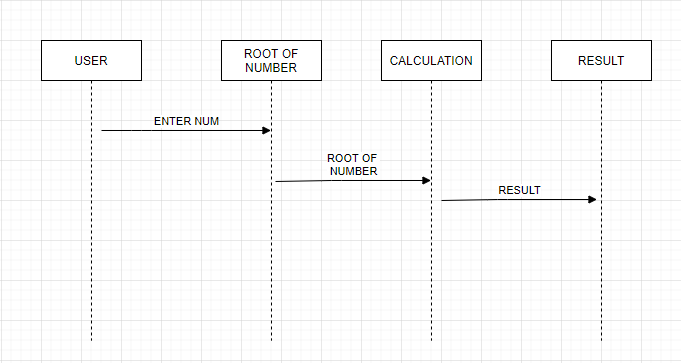 USER
ROOT OF
NUMBER
CALCULATION
RESULT
ENTER NUM
ROOT OF
NUMBER
RESULT